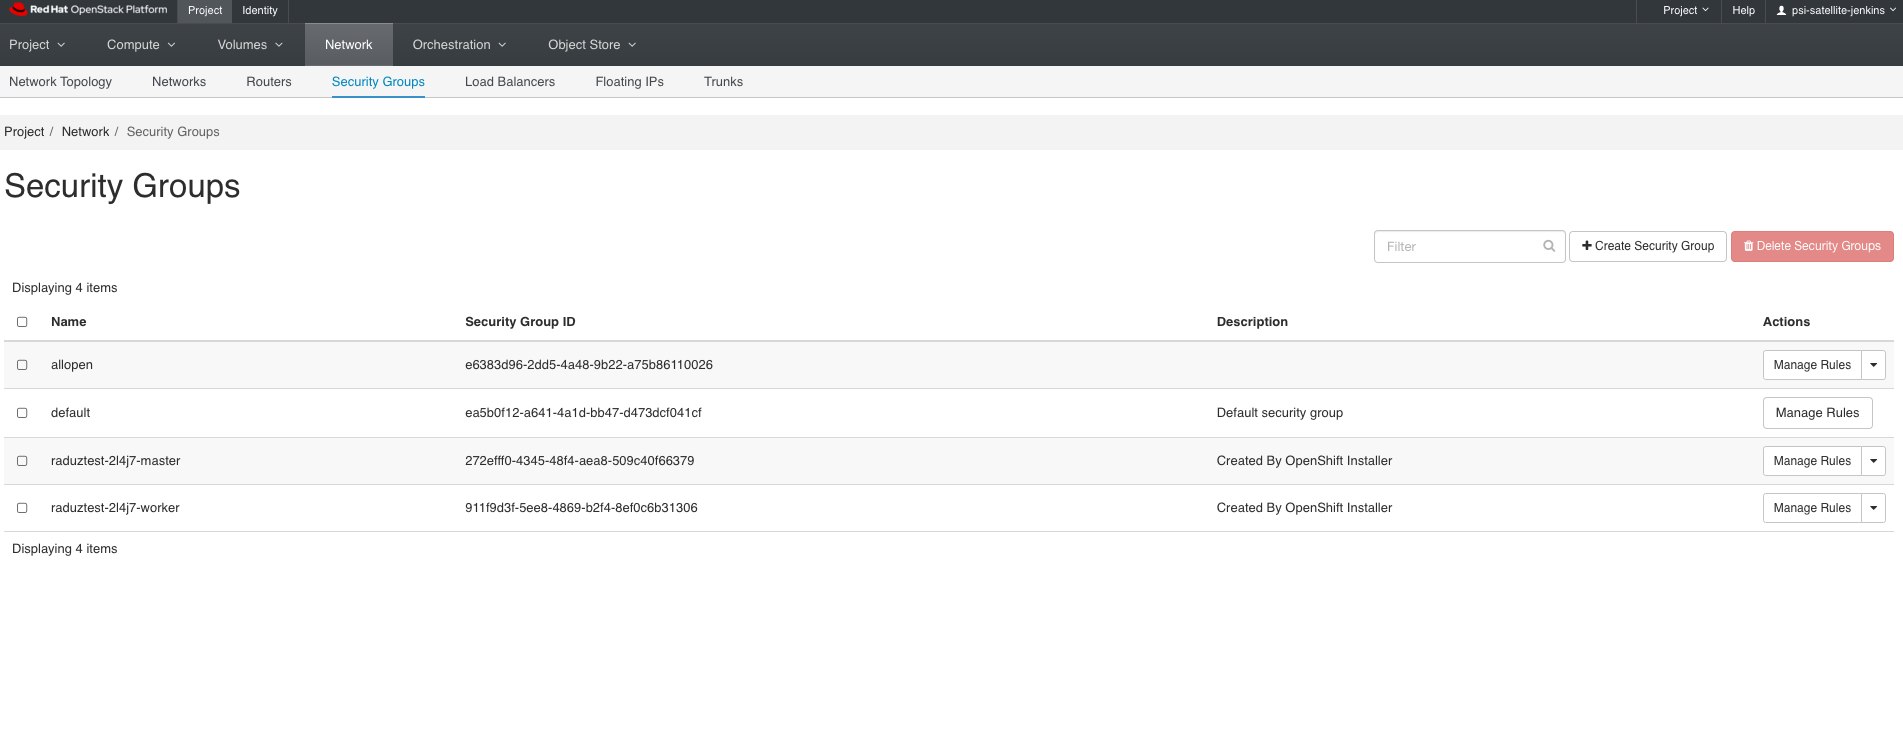 Red Hat OpenStack Platform Project Identity Project Help psi-satellite-jenkins
Project Compute Volumes Network Orchestration Object Store
Network Topology Networks Routers Security Groups Load Balancers Floating IPs Trunks
Project / Network / Security Groups
Security Groups
Filter Create Security Group Delete Security Groups
Displaying 4 items
Name Security Group ID Description Actions
allopen e6383d96-2dd5-4a48-9b22-a75b86110026 Manage Rules
default ea5b0f12-a641-4a1d-bb47-d473dcf041cf Default security group Manage Rules
raduztest-2l4j7-master 272efff0-4345-48f4-aea8-509c40f66379 Created By OpenShift Installer Manage Rules
raduztest-2l4j7-worker 911f9d3f-5ee8-4869-b2f4-8ef0c6b31306 Created By OpenShift Installer Manage Rules
Displaying 4 items